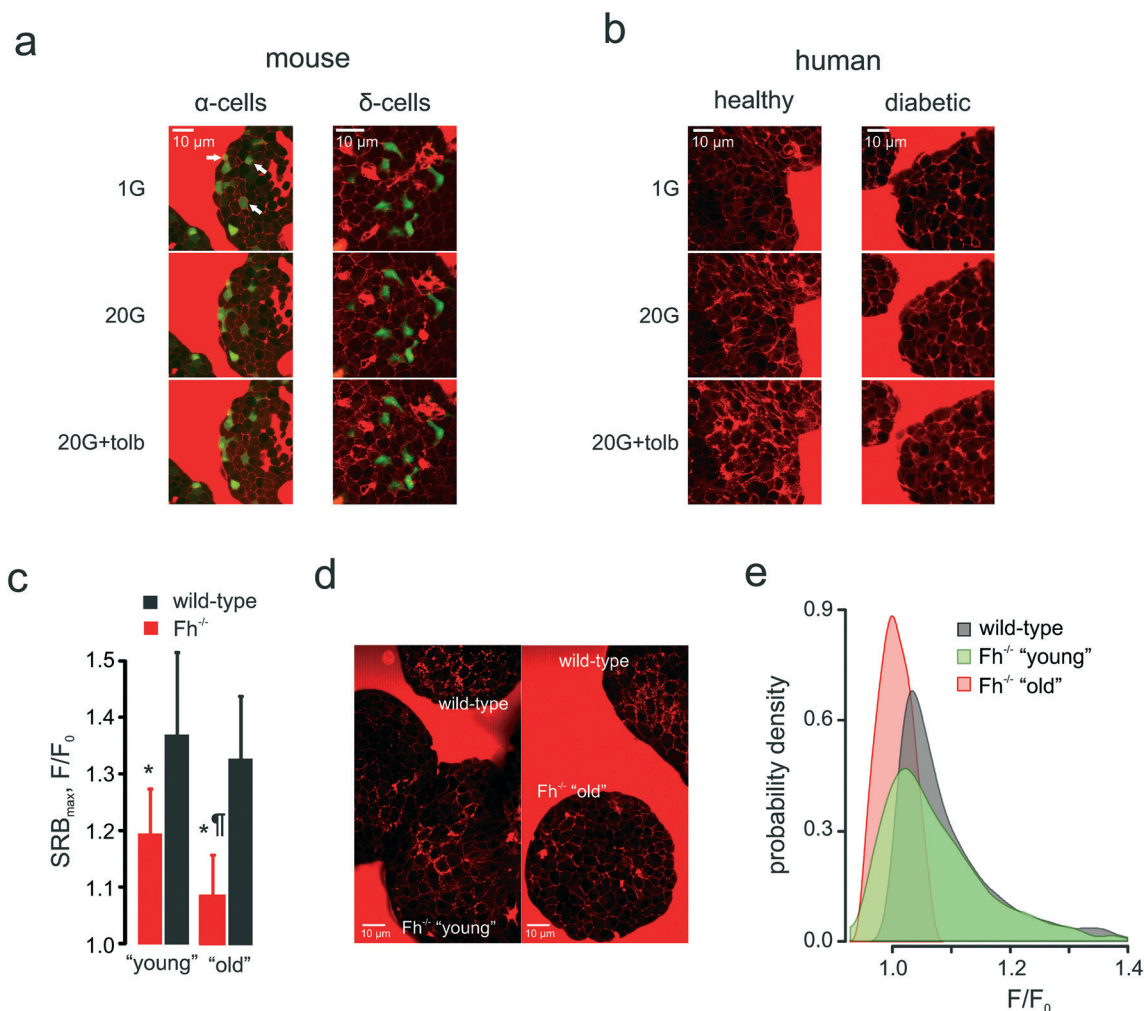 a
mouse
α-cells
δ-cells
10 µm
10 µm
1G
20G
20G+tolb
b
human
healthy
diabetic
10 µm
10 µm
1G
20G
20G+tolb
c
wild-type
Fh-/-
SRBmax, F/F0
1.5
1.4
1.3
1.2
1.1
1.0
*
*¶
"young"
"old"
d
wild-type
wild-type
Fh-/- "old"
Fh-/- "young"
10 µm
10 µm
e
wild-type
Fh-/- "young"
Fh-/- "old"
probability density
0.9
0.6
0.3
0.0
1.0
1.2
1.4
F/F0